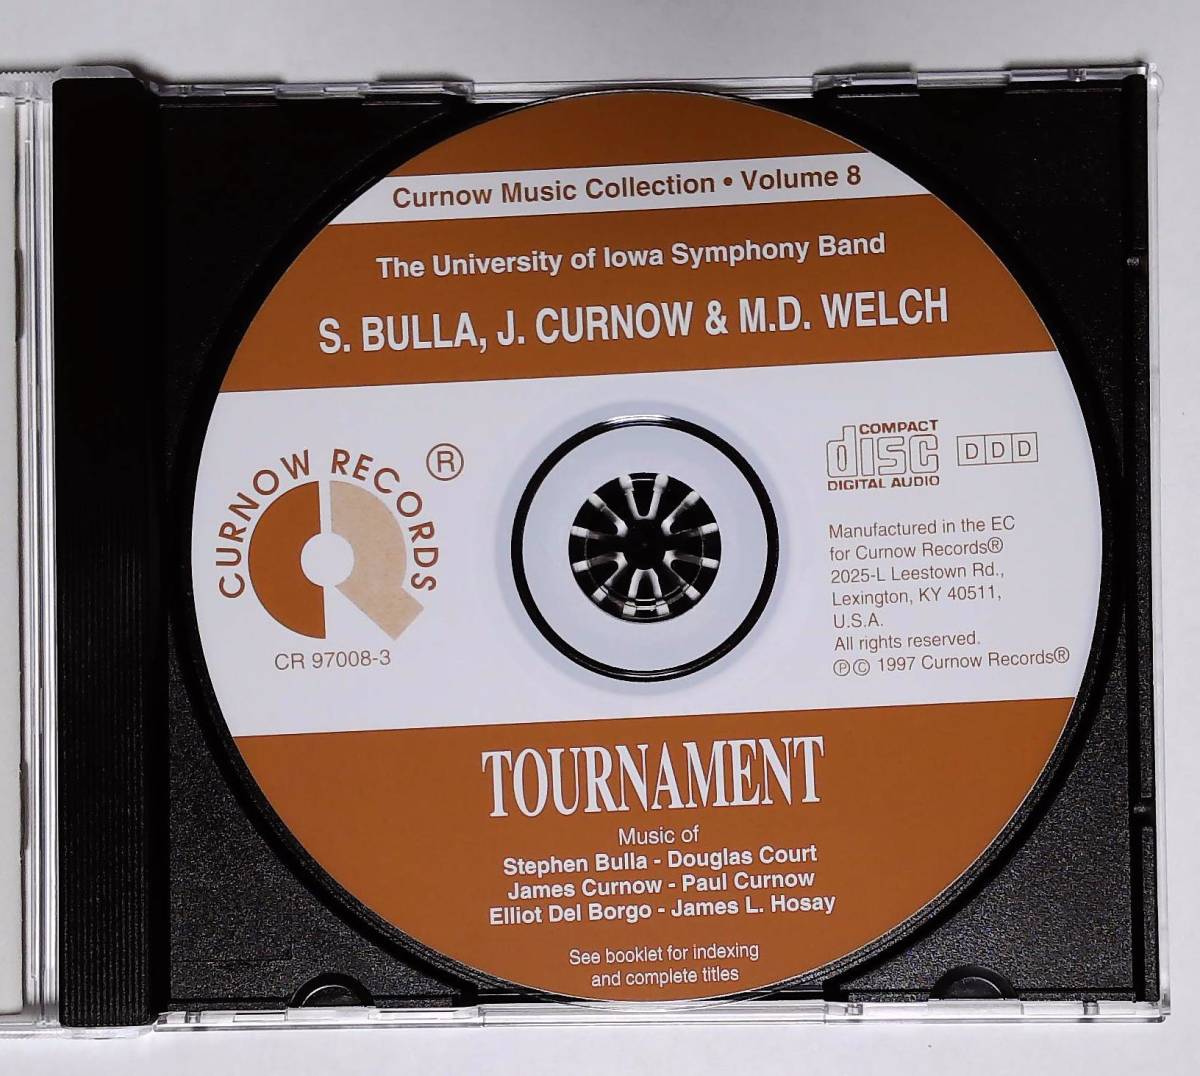 Curnow Music Collection • Volume 8
The University of Iowa Symphony Band
S. BULLA, J. CURNOW & M.D. WELCH
CURNOW RECORDS ®
CR 97008-3
COMPACT
disc
DIGITAL AUDIO
DDD
Manufactured in the EC
for Curnow Records®
2025-L Leestown Rd.,
Lexington, KY 40511,
U.S.A.
All rights reserved.
℗© 1997 Curnow Records®
TOURNAMENT
Music of
Stephen Bulla - Douglas Court
James Curnow - Paul Curnow
Elliot Del Borgo - James L. Hosay
See booklet for indexing
and complete titles